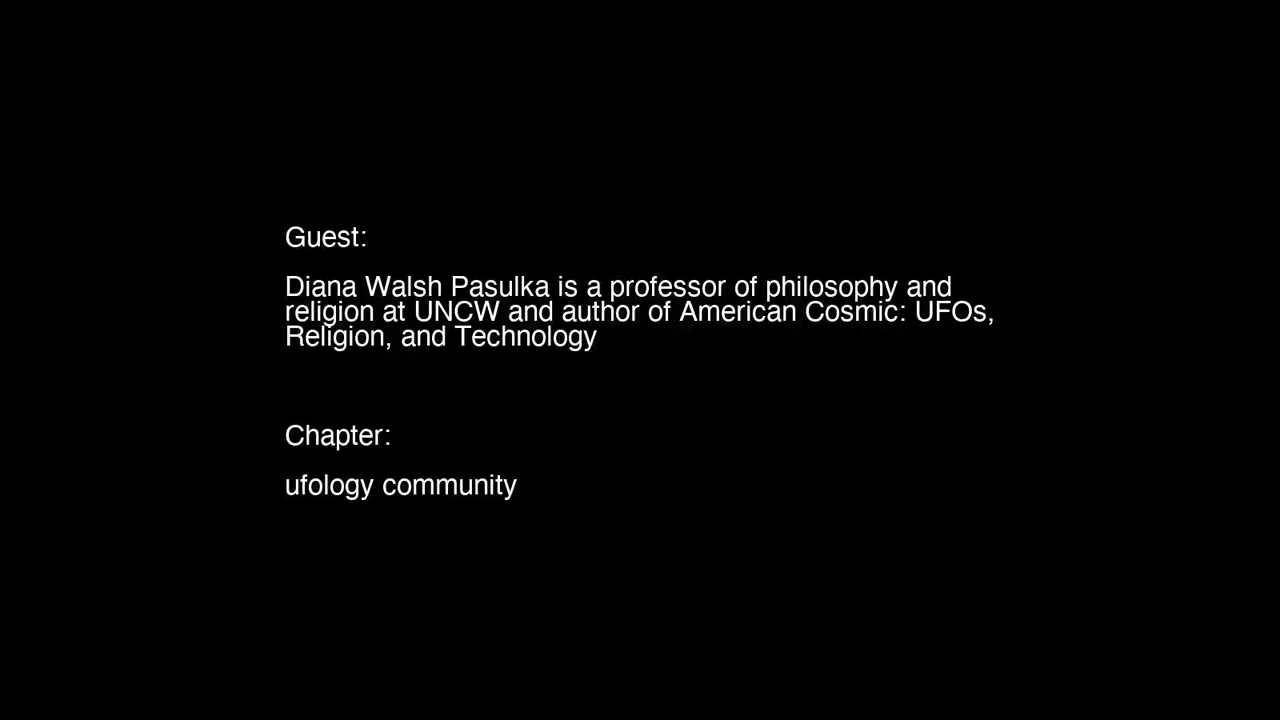 Guest:
Diana Walsh Pasulka is a professor of philosophy and
religion at UNCW and author of American Cosmic: UFOs,
Religion, and Technology
Chapter:
ufology community